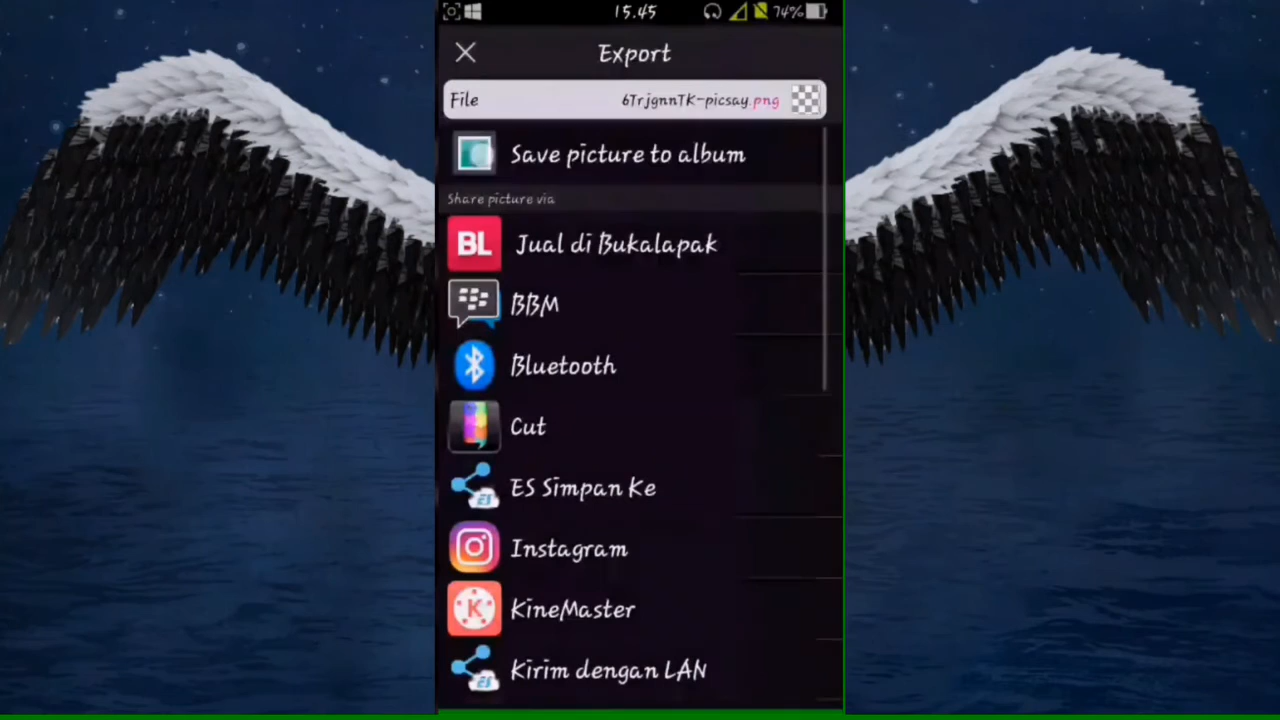 15.45
74%
Export
File 6TrjgnnTK-picsay.png
Save picture to album
Share picture via
BL Jual di Bukalapak
BBM
Bluetooth
Cut
ES Simpan Ke
Instagram
K KineMaster
ES Kirim dengan LAN